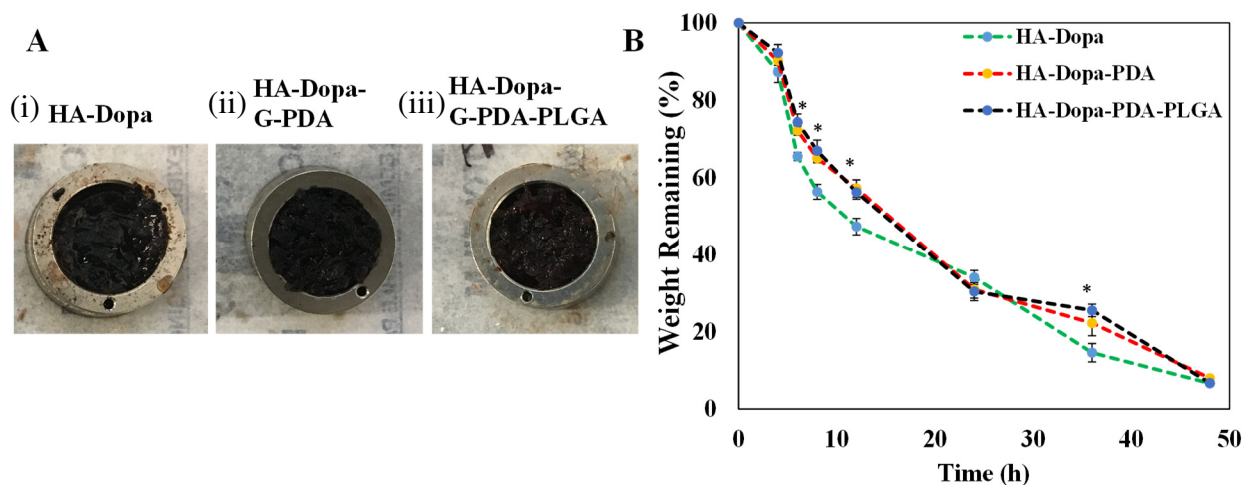 A
(i) HA-Dopa
(ii) HA-Dopa-
G-PDA
(iii) HA-Dopa-
G-PDA-PLGA
B
Weight Remaining (%)
100
80
60
40
20
0
HA-Dopa
HA-Dopa-PDA
HA-Dopa-PDA-PLGA
*
*
*
*
0
10
20
30
40
50
Time (h)